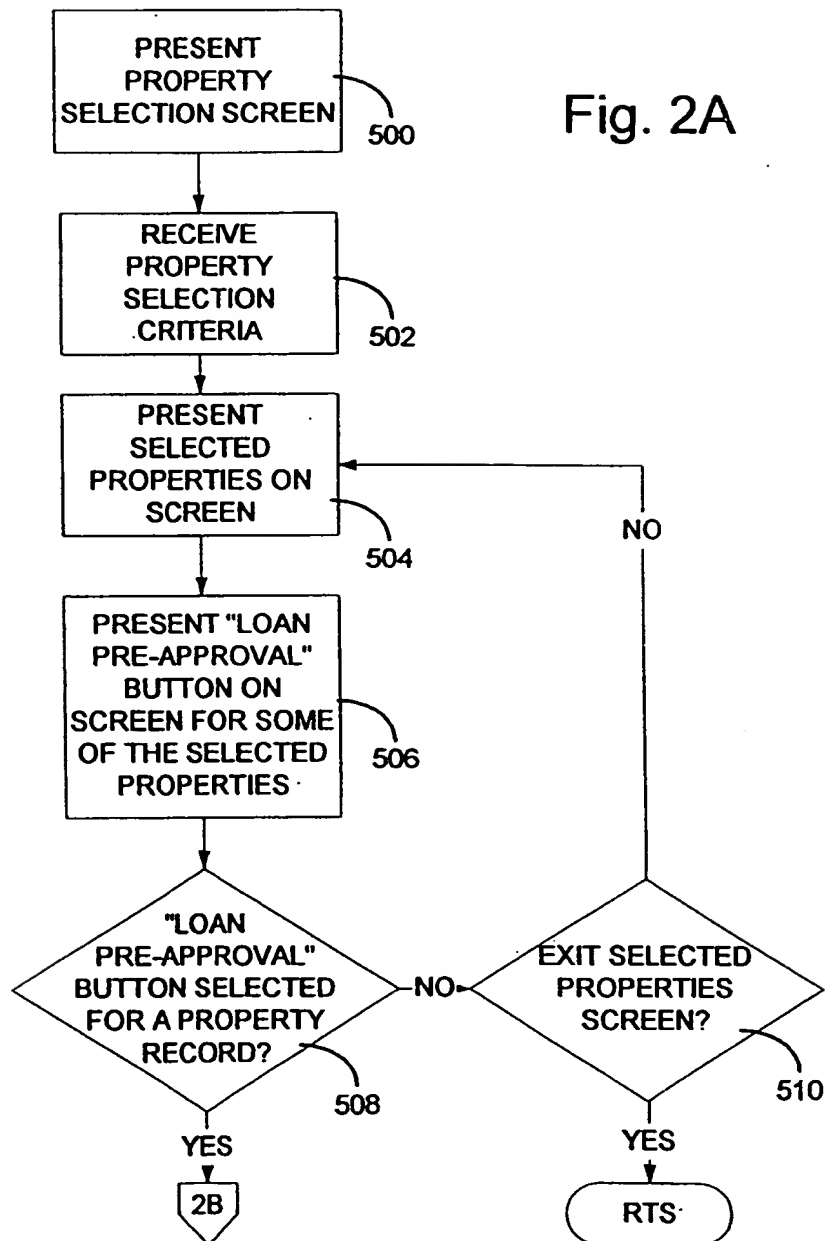 PRESENT
PROPERTY
SELECTION SCREEN
500
Fig. 2A
RECEIVE
PROPERTY
SELECTION
CRITERIA
502
PRESENT
SELECTED
PROPERTIES ON
SCREEN
504
NO
PRESENT "LOAN
PRE-APPROVAL"
BUTTON ON
SCREEN FOR SOME
OF THE SELECTED
PROPERTIES
506
"LOAN
PRE-APPROVAL"
BUTTON SELECTED
FOR A PROPERTY
RECORD?
508
NO
EXIT SELECTED
PROPERTIES
SCREEN?
510
YES
2B
YES
RTS